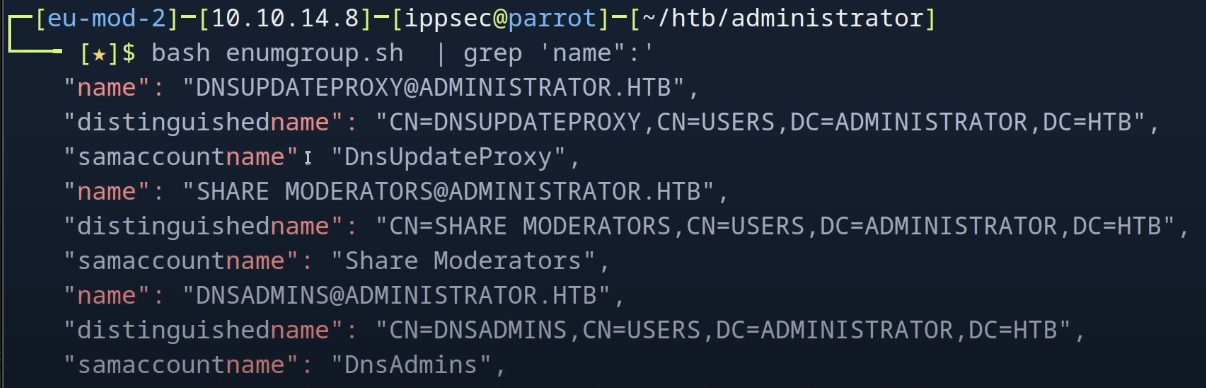 [eu-mod-2]─[10.10.14.8]─[ippsec@parrot]─[~/htb/administrator]
[★]$ bash enumgroup.sh  | grep 'name":'
"name": "DNSUPDATEPROXY@ADMINISTRATOR.HTB",
"distinguishedname": "CN=DNSUPDATEPROXY,CN=USERS,DC=ADMINISTRATOR,DC=HTB",
"samaccountname": "DnsUpdateProxy",
"name": "SHARE MODERATORS@ADMINISTRATOR.HTB",
"distinguishedname": "CN=SHARE MODERATORS,CN=USERS,DC=ADMINISTRATOR,DC=HTB",
"samaccountname": "Share Moderators",
"name": "DNSADMINS@ADMINISTRATOR.HTB",
"distinguishedname": "CN=DNSADMINS,CN=USERS,DC=ADMINISTRATOR,DC=HTB",
"samaccountname": "DnsAdmins",